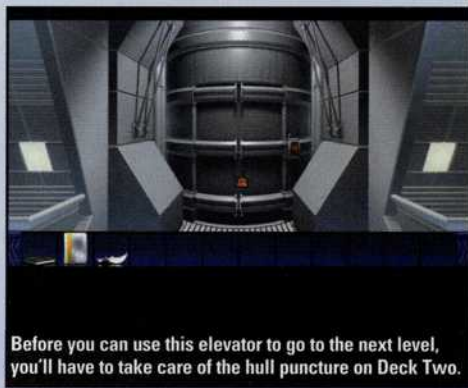 Before you can use this elevator to go to the next level,
you'll have to take care of the hull puncture on Deck Two.